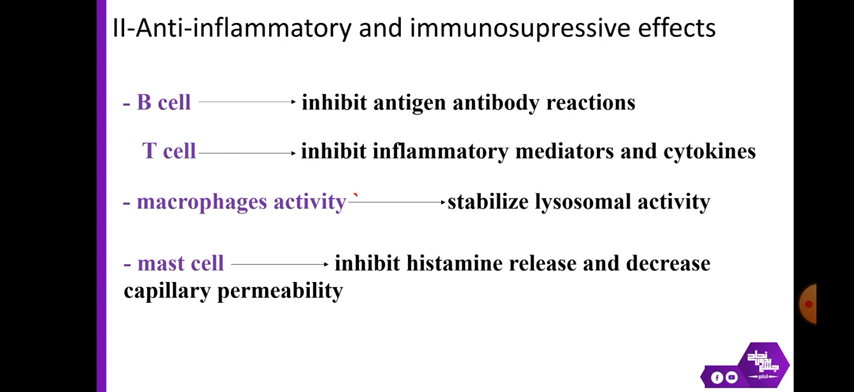 II-Anti-inflammatory and immunosupressive effects
- B cell inhibit antigen antibody reactions
T cell inhibit inflammatory mediators and cytokines
- macrophages activity stabilize lysosomal activity
- mast cell inhibit histamine release and decrease
capillary permeability